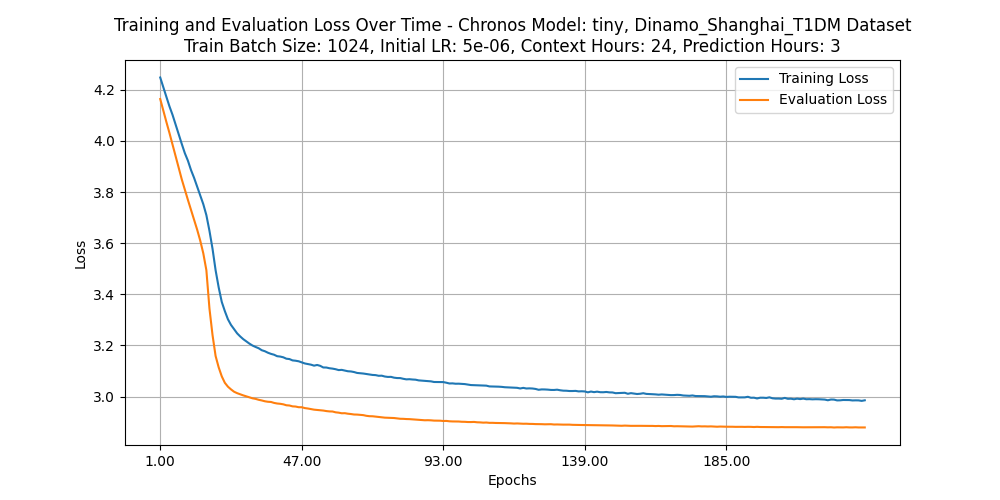 Training and Evaluation Loss Over Time - Chronos Model: tiny, Dinamo_Shanghai_T1DM Dataset
Train Batch Size: 1024, Initial LR: 5e-06, Context Hours: 24, Prediction Hours: 3
Training Loss
Evaluation Loss
Loss
4.2
4.0
3.8
3.6
3.4
3.2
3.0
1.00 47.00 93.00 139.00 185.00
Epochs